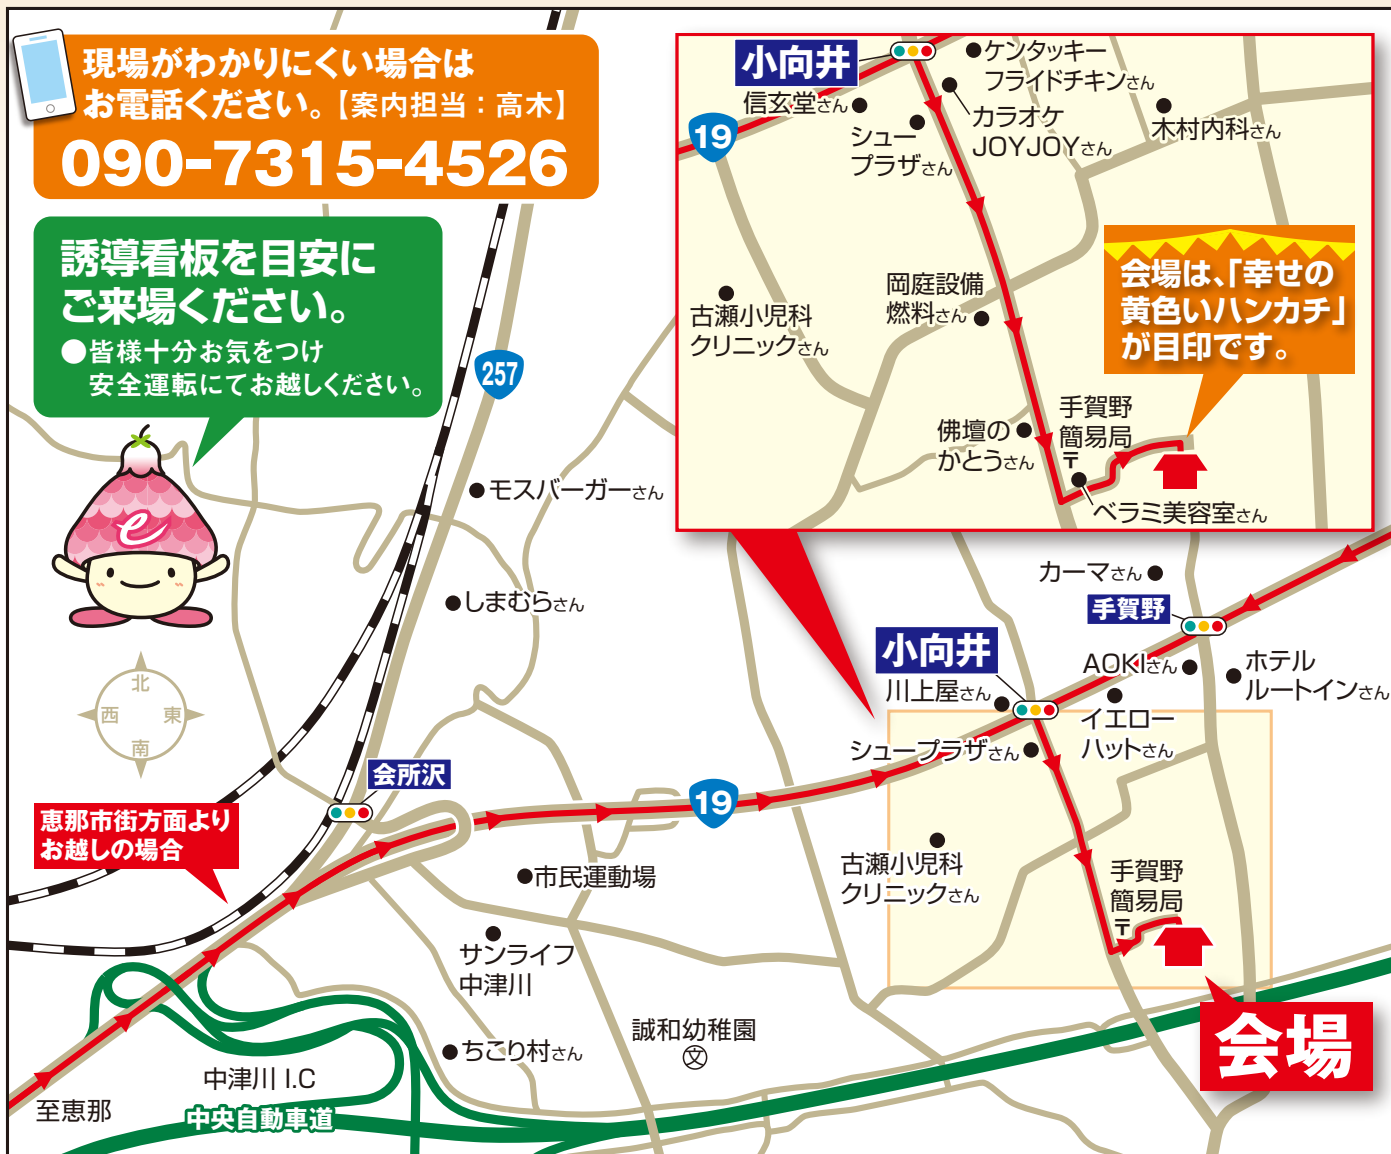 現場がわかりにくい場合は
お電話ください。【案内担当：高木】
090-7315-4526
誘導看板を目安に
ご来場ください。
●皆様十分お気をつけ
安全運転にてお越しください。
e
北
西 東
南
恵那市街方面より
お越しの場合
257
モスバーガーさん
しまむらさん
会所沢
19
市民運動場
サンライフ
中津川
ちこり村さん
誠和幼稚園
文
中津川 I.C
中央自動車道
至恵那
小向井
ケンタッキー
フライドチキンさん
信玄堂さん
シュー
プラザさん
カラオケ
JOYJOYさん
木村内科さん
19
会場は、「幸せの
黄色いハンカチ」
が目印です。
岡庭設備
燃料さん
古瀬小児科
クリニックさん
手賀野
簡易局
〒
佛壇の
かとうさん
ベラミ美容室さん
カーマさん
手賀野
小向井
川上屋さん
AOKIさん
ホテル
ルートインさん
イエロー
ハットさん
シュープラザさん
古瀬小児科
クリニックさん
手賀野
簡易局
〒
会場